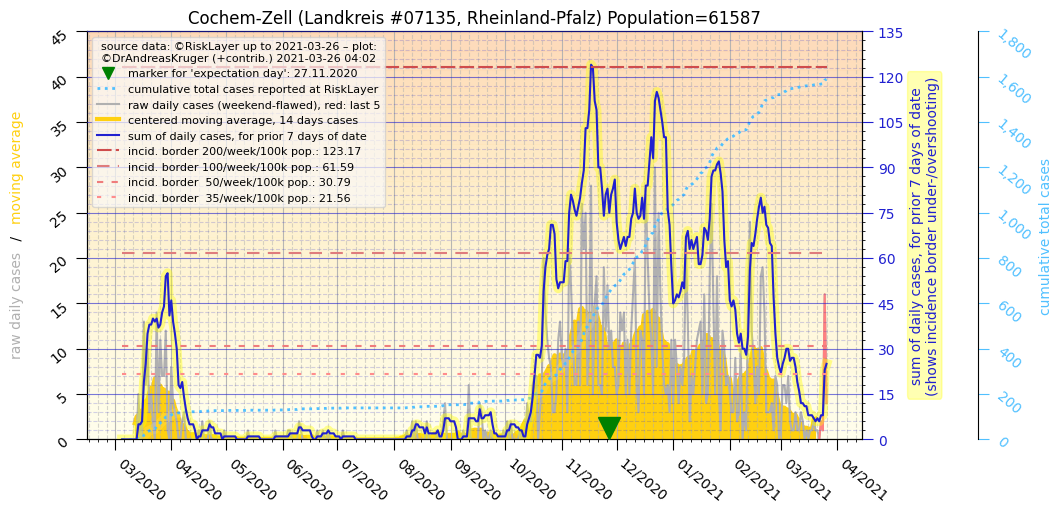 Cochem-Zell (Landkreis #07135, Rheinland-Pfalz) Population=61587
source data: ©RiskLayer up to 2021-03-26 – plot:
©DrAndreasKruger (+contrib.) 2021-03-26 04:02
marker for 'expectation day': 27.11.2020
cumulative total cases reported at RiskLayer
raw daily cases (weekend-flawed), red: last 5
centered moving average, 14 days cases
sum of daily cases, for prior 7 days of date
incid. border 200/week/100k pop.: 123.17
incid. border 100/week/100k pop.: 61.59
incid. border  50/week/100k pop.: 30.79
incid. border  35/week/100k pop.: 21.56
raw daily cases / moving average
45
40
35
30
25
20
15
10
5
0
03/2020
04/2020
05/2020
06/2020
07/2020
08/2020
09/2020
10/2020
11/2020
12/2020
01/2021
02/2021
03/2021
04/2021
135
120
105
90
75
60
45
30
15
0
sum of daily cases, for prior 7 days of date
(shows incidence border under-/overshooting)
1,800
1,600
1,400
1,200
1,000
800
600
400
200
0
cumulative total cases